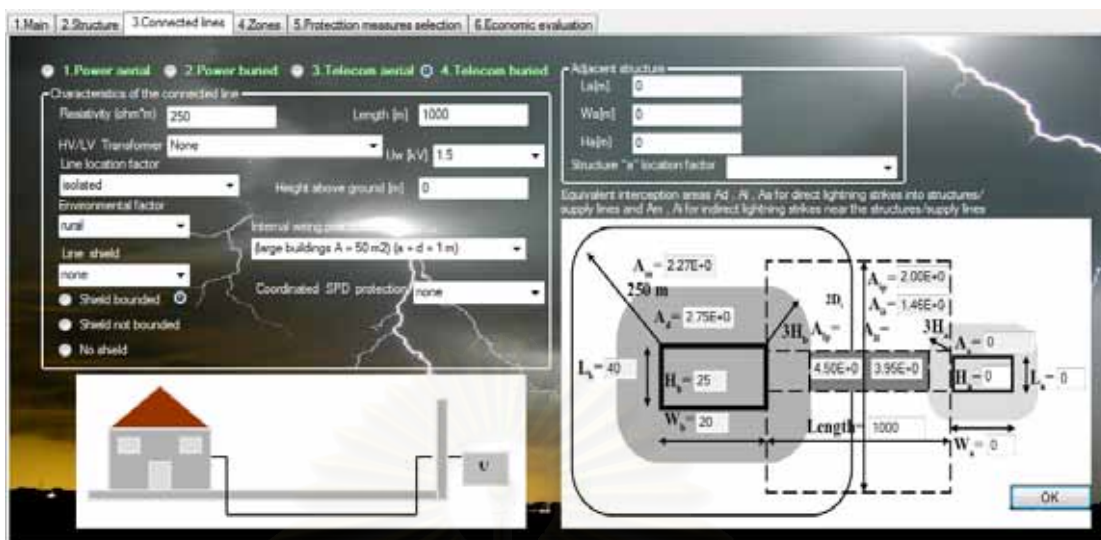 1.Main 2.Structure 3.Connected lines 4.Zones 5.Protecttion measures selection 6.Economic evaluation
1.Power aerial 2.Power buried 3.Telecom aerial 4.Telecom buried
Characteristics of the connected line
Resistivity (ohm*m) 250 Length [m] 1000
HV/LV Transformer None Uw [kV] 1.5
Line location factor
isolated Height above ground [m] 0
Environmental factor
rural Internal wiring
(large buildings A = 50 m2) (a + d + 1 m)
Line shield
none Coordinated SPD protection none
Shield bounded
Shield not bounded
No shield
U
Adjacent structure
La[m] 0
Wa[m] 0
Ha[m] 0
Structure "a" location factor
Equivalent interception areas Ad , Al , Aa for direct lightning strikes into structures/
supply lines and Am , Ai for indirect lightning strikes near the structures/supply lines
Am = 2.27E+0
250 m
Ad = 2.75E+0
2Di
= 2.00E+0
= 1.46E+0
3Hb
3Ha
Aa = 0
4.50E+0 3.95E+0
Lb = 40
Hb = 25
Wb = 20
Ha = 0
La = 0
Length= 1000
Wa = 0
OK